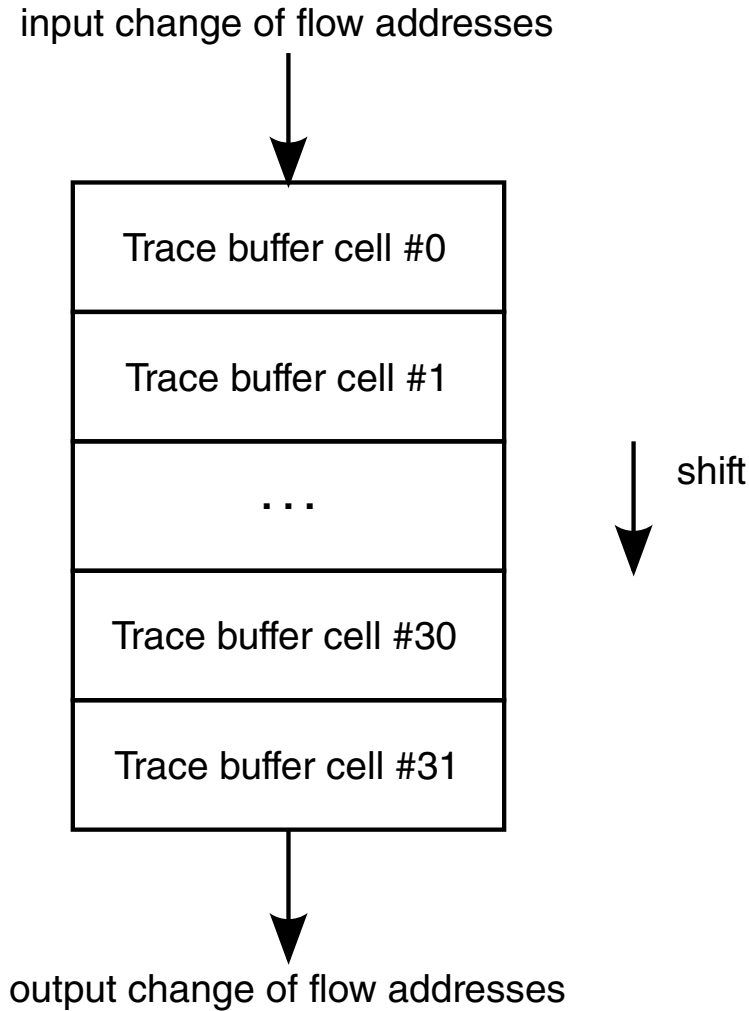 input change of flow addresses
Trace buffer cell #0
Trace buffer cell #1
...
shift
Trace buffer cell #30
Trace buffer cell #31
output change of flow addresses